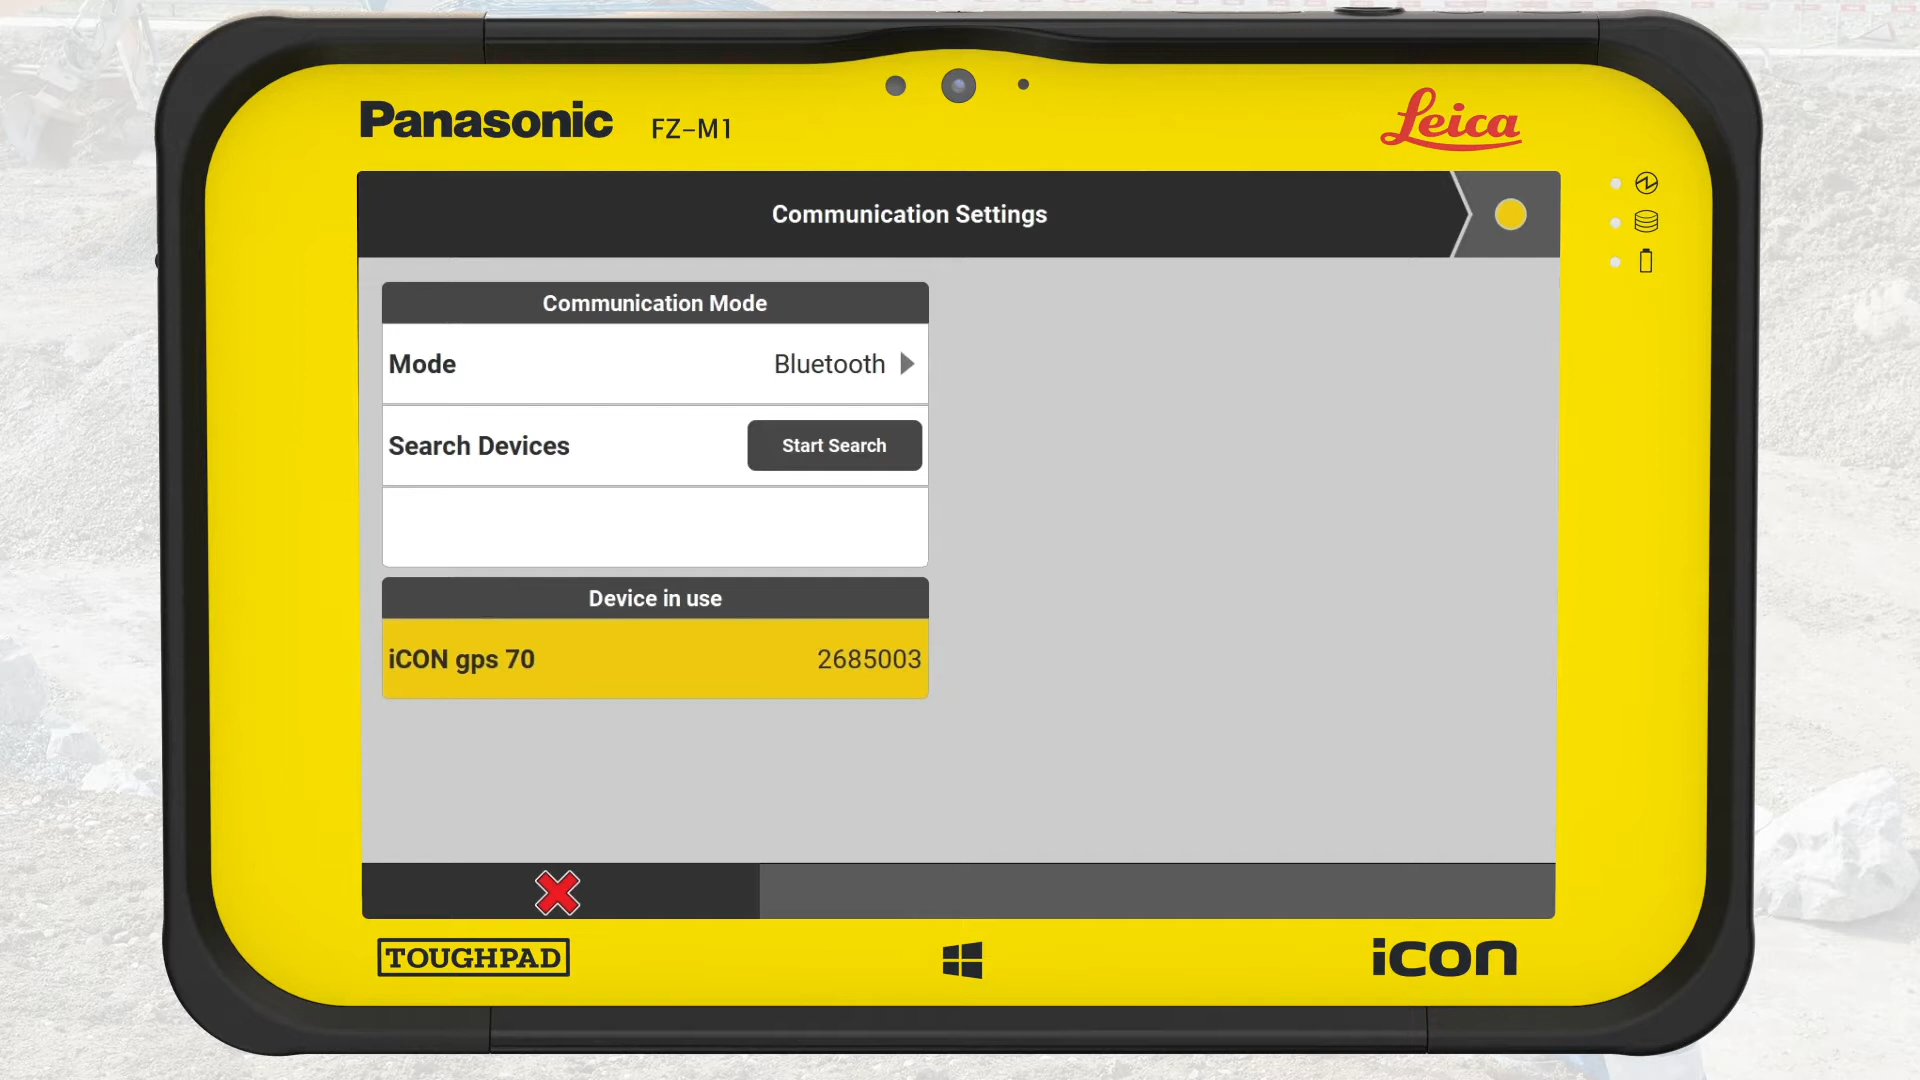 Panasonic FZ-M1
Leica
Communication Settings
Communication Mode
Mode Bluetooth
Search Devices Start Search
Device in use
iCON gps 70 2685003
TOUGHPAD
icon